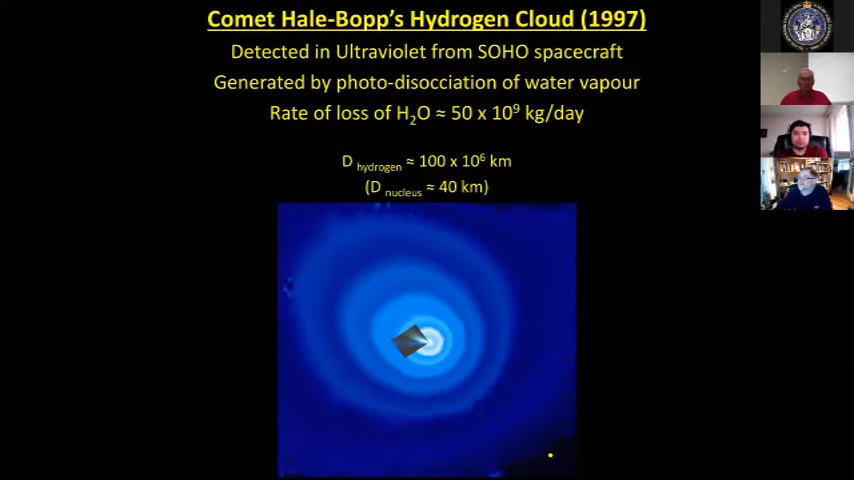 Comet Hale-Bopp's Hydrogen Cloud (1997)
Detected in Ultraviolet from SOHO spacecraft
Generated by photo-disocciation of water vapour
Rate of loss of H₂O ≈ 50 x 10⁹ kg/day
D hydrogen ≈ 100 x 10⁶ km
(D nucleus ≈ 40 km)